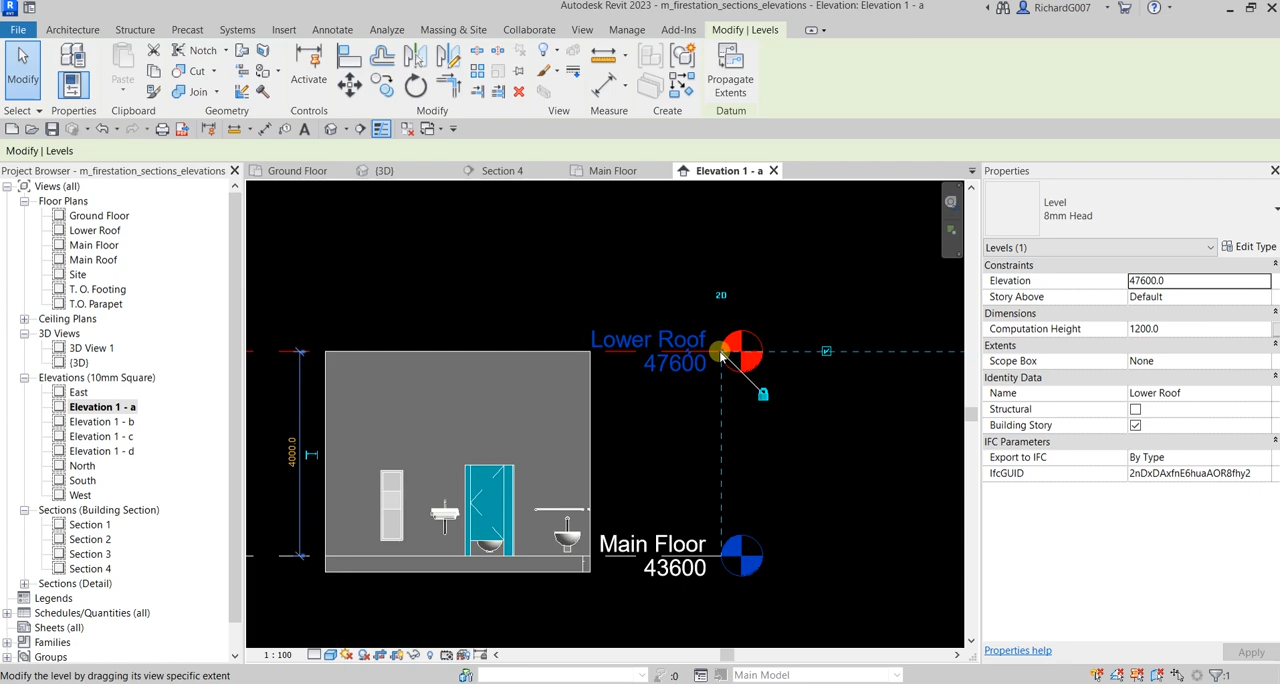 Autodesk Revit 2023 - m_firestation_sections_elevations - Elevation: Elevation 1 - a
RichardG007
File Architecture Structure Precast Systems Insert Annotate Analyze Massing & Site Collaborate View Manage Add-Ins Modify | Levels
Modify
Paste
Notch
Cut
Join
Activate
Propagate
Extents
Select Properties Clipboard Geometry Controls Modify View Measure Create Datum
Modify | Levels
Project Browser - m_firestation_sections_elevations
Views (all)
Floor Plans
Ground Floor
Lower Roof
Main Floor
Main Roof
Site
T. O. Footing
T.O. Parapet
Ceiling Plans
3D Views
3D View 1
{3D}
Elevations (10mm Square)
East
Elevation 1 - a
Elevation 1 - b
Elevation 1 - c
Elevation 1 - d
North
South
West
Sections (Building Section)
Section 1
Section 2
Section 3
Section 4
Sections (Detail)
Legends
Schedules/Quantities (all)
Sheets (all)
Families
Groups
Ground Floor {3D} Section 4 Main Floor Elevation 1 - a
2D
Lower Roof
47600
4000.0
Main Floor
43600
1 : 100
Properties
Level
8mm Head
Levels (1) Edit Type
Constraints
Elevation 47600.0
Story Above Default
Dimensions
Computation Height 1200.0
Extents
Scope Box None
Identity Data
Name Lower Roof
Structural
Building Story
IFC Parameters
Export to IFC By Type
IfcGUID 2nDxDAxfnE6huaAOR8fhy2
Properties help Apply
Modify the level by dragging its view specific extent
:0 Main Model :1